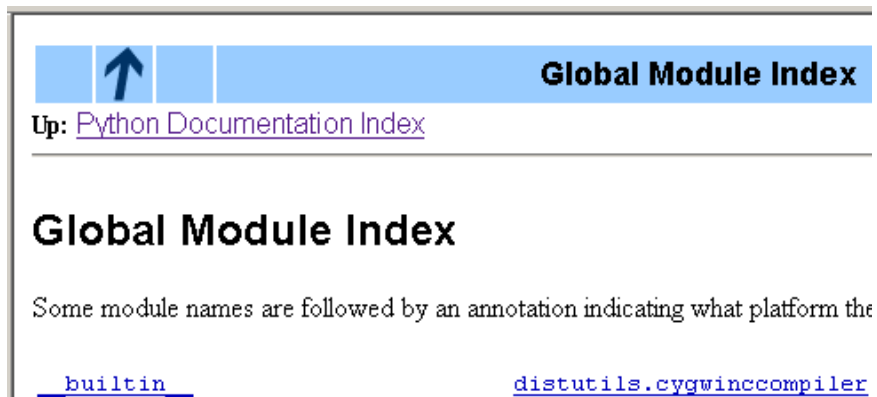 Global Module Index
Up: Python Documentation Index
Global Module Index
Some module names are followed by an annotation indicating what platform the
__builtin__ distutils.cygwinccompiler